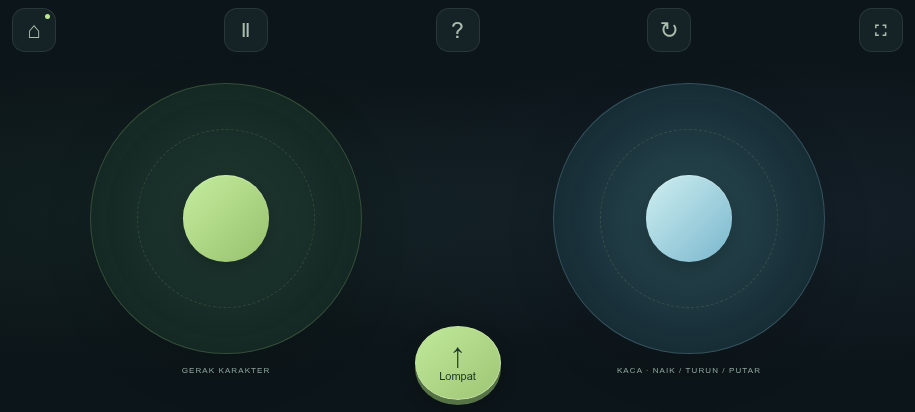 ?
GERAK KARAKTER
↑
Lompat
KACA · NAIK / TURUN / PUTAR